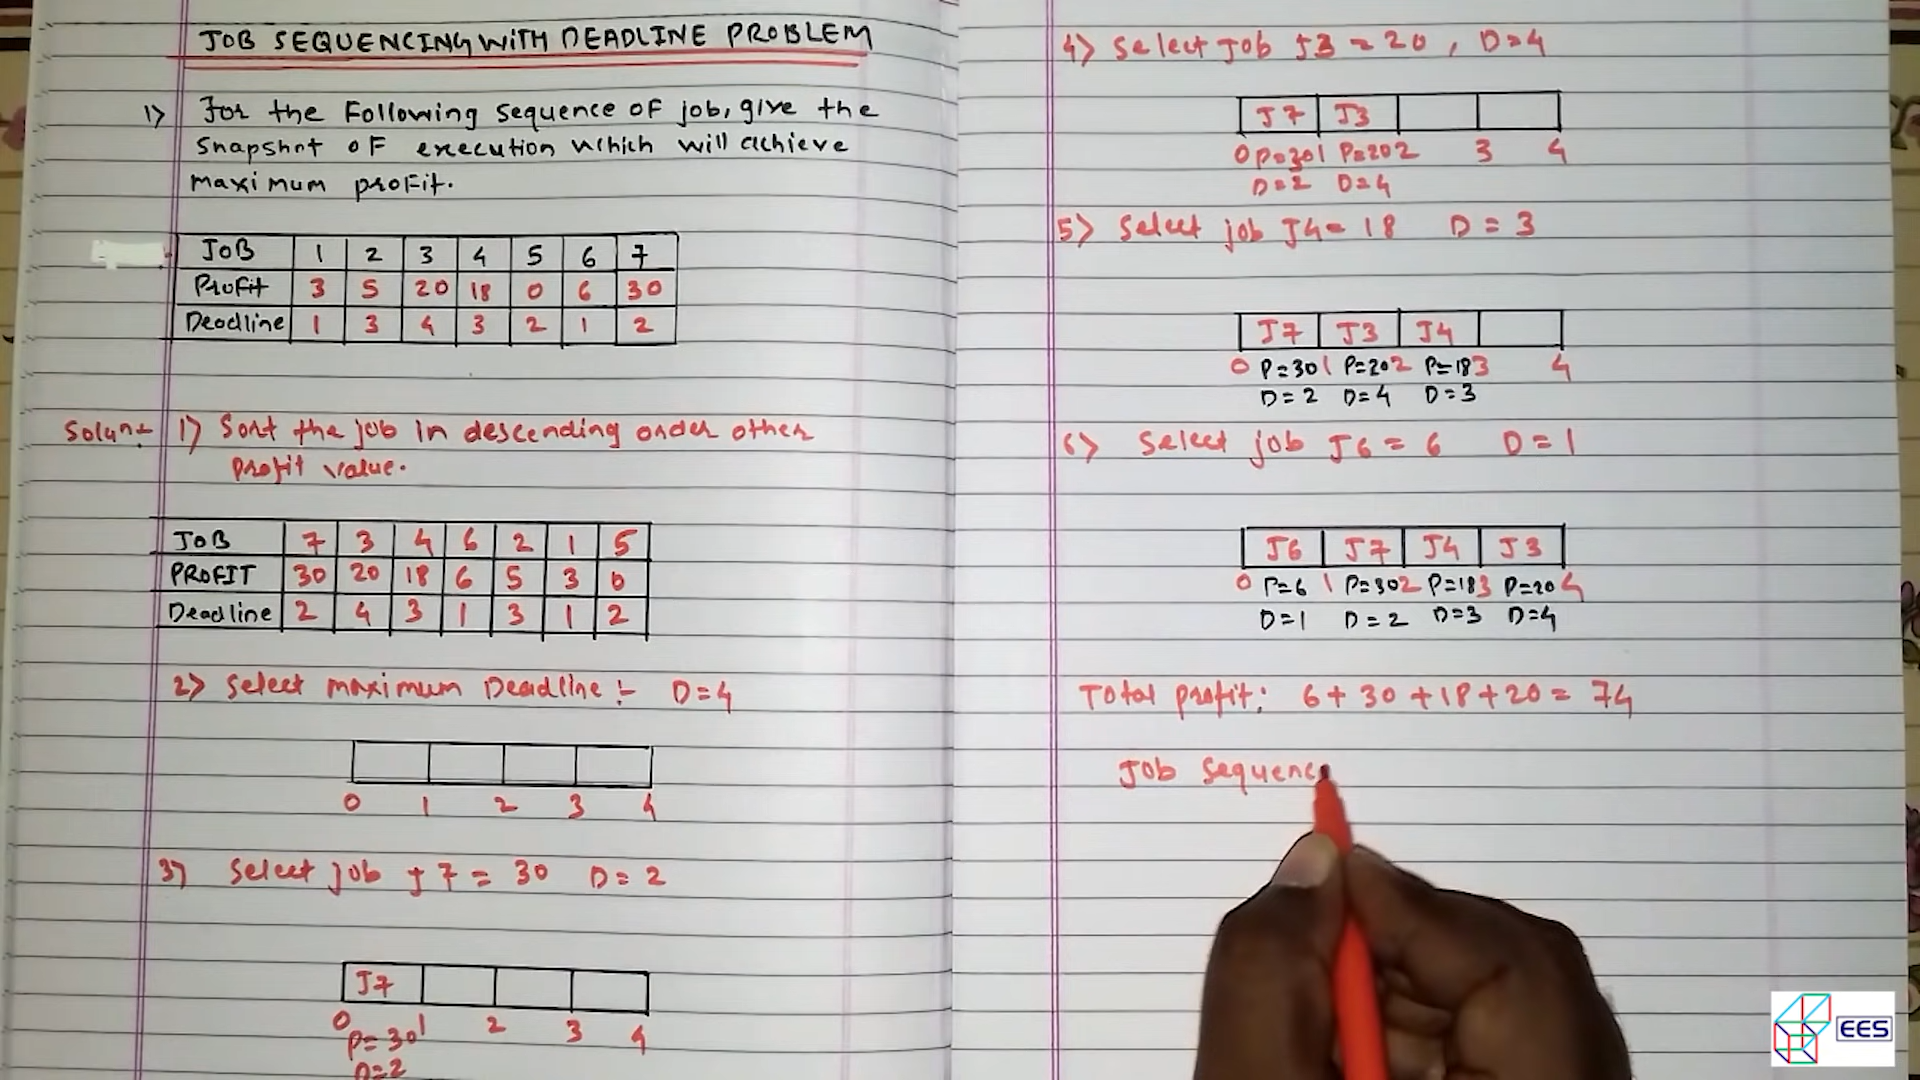 JOB SEQUENCING WITH DEADLINE PROBLEM
1) For the Following sequence of job, give the
snapshot of execution which will achieve
maximum profit.
JOB 1 2 3 4 5 6 7
Profit 3 5 20 18 0 6 30
Deadline 1 3 4 3 2 1 2
Soln:- 1) Sort the job in descending order other
profit value.
JOB 7 3 4 6 2 1 5
PROFIT 30 20 18 6 5 3 0
Deadline 2 4 3 1 3 1 2
2) Select maximum Deadline :- D=4
0 1 2 3 4
3) Select job J7 = 30 D = 2
J7
0 1 2 3 4
P=30
D=2
4) Select Job J3 = 20 , D=4
J7 J3
0 P=30 1 P=20 2 3 4
D=2 D=4
5) Select job J4= 18 D = 3
J7 J3 J4
0 P=30 1 P=20 2 P=18 3 4
D=2 D=4 D=3
6) Select job J6 = 6 D=1
J6 J7 J4 J3
0 P=6 1 P=30 2 P=18 3 P=20 4
D=1 D=2 D=3 D=4
Total profit: 6+30+18+20= 74
Job Sequenc
EES